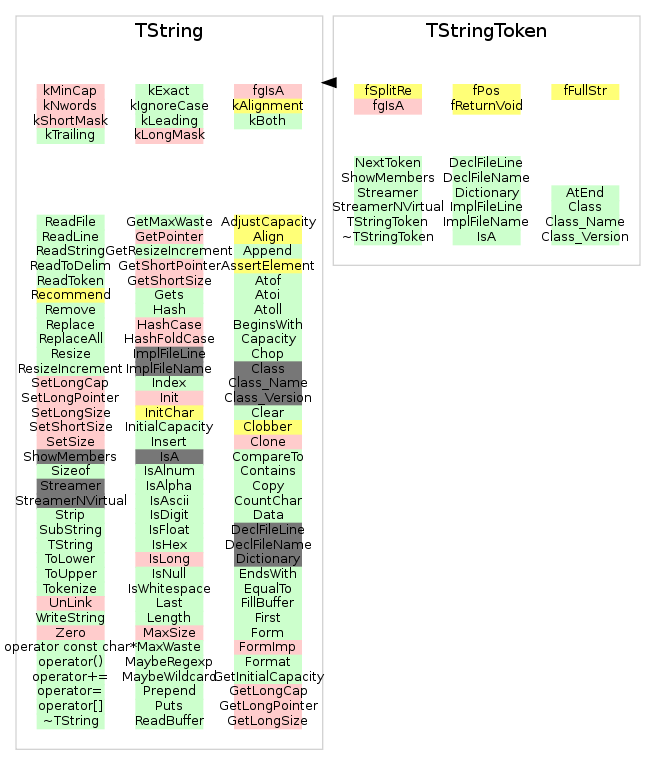 TString
kMinCap
kNwords
kShortMask
kTrailing
kExact
kIgnoreCase
kLeading
kLongMask
fgIsA
kAlignment
kBoth
ReadFile
ReadLine
ReadString
ReadToDelim
ReadToken
Recommend
Remove
Replace
ReplaceAll
Resize
ResizeIncrement
SetLongCap
SetLongPointer
SetLongSize
SetShortSize
SetSize
ShowMembers
Sizeof
Streamer
StreamerNVirtual
Strip
SubString
TString
ToLower
ToUpper
Tokenize
UnLink
WriteString
Zero
operator const char*
operator()
operator+=
operator=
operator[]
~TString
GetMaxWaste
GetPointer
GetResizeIncrement
GetShortPointer
GetShortSize
Gets
Hash
HashCase
HashFoldCase
ImplFileLine
ImplFileName
Index
Init
InitChar
InitialCapacity
Insert
IsA
IsAlnum
IsAlpha
IsAscii
IsDigit
IsFloat
IsHex
IsLong
IsNull
IsWhitespace
Last
Length
MaxSize
MaxWaste
MaybeRegexp
MaybeWildcard
Prepend
Puts
ReadBuffer
AdjustCapacity
Align
Append
AssertElement
Atof
Atoi
Atoll
BeginsWith
Capacity
Chop
Class
Class_Name
Class_Version
Clear
Clobber
Clone
CompareTo
Contains
Copy
CountChar
Data
DeclFileLine
DeclFileName
Dictionary
EndsWith
EqualTo
FillBuffer
First
Form
FormImp
Format
GetInitialCapacity
GetLongCap
GetLongPointer
GetLongSize
TStringToken
fSplitRe
fgIsA
fPos
fReturnVoid
fFullStr
NextToken
ShowMembers
Streamer
StreamerNVirtual
TStringToken
~TStringToken
DeclFileLine
DeclFileName
Dictionary
ImplFileLine
ImplFileName
IsA
AtEnd
Class
Class_Name
Class_Version